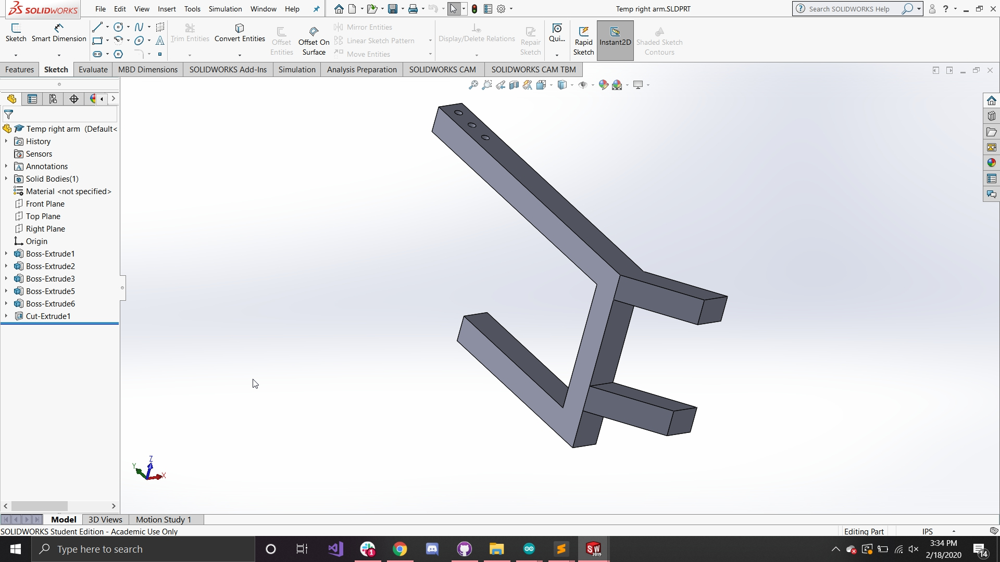 SOLIDWORKS File Edit View Insert Tools Simulation Window Help Temp right arm.SLDPRT Search SOLIDWORKS Help ?
Sketch Smart Dimension Trim Entities Convert Entities Offset Entities Offset On Surface Mirror Entities Display/Delete Relations Repair Sketch Qui... Rapid Sketch Instant2D Shaded Sketch Contours
Linear Sketch Pattern
Move Entities
Features Sketch Evaluate MBD Dimensions SOLIDWORKS Add-Ins Simulation Analysis Preparation SOLIDWORKS CAM SOLIDWORKS CAM TBM
Temp right arm (Default<
History
Sensors
Annotations
Solid Bodies(1)
Material <not specified>
Front Plane
Top Plane
Right Plane
Origin
Boss-Extrude1
Boss-Extrude2
Boss-Extrude3
Boss-Extrude5
Boss-Extrude6
Cut-Extrude1
Z
Y
X
Model 3D Views Motion Study 1
SOLIDWORKS Student Edition - Academic Use Only Editing Part IPS
Type here to search 1 SW 2019 3:34 PM
2/18/2020 14